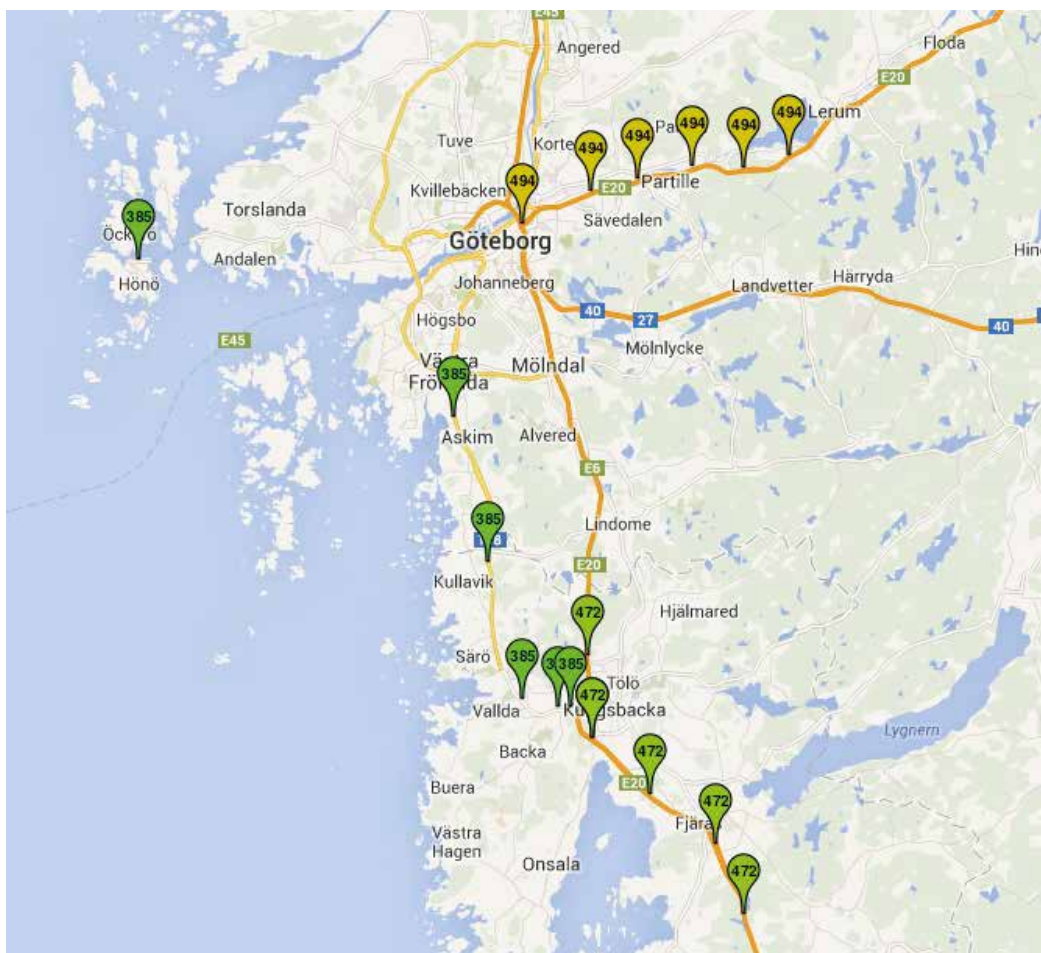 E45
Angered
Floda
E20
Lerum
494
494
494
494
494
Tuve
Partille
E20
Kvillebäcken
494
Sävedalen
Torslanda
385
Göteborg
Andalen
Hönö
Johanneberg
Landvetter
Härryda
40
27
40
Högsbo
E45
Mölnlycke
Mölndal
385
Askim
Alvered
E6
385
Lindome
E20
Kullavik
472
Hjälmared
Särö
385
385
Tölö
472
Vallda
Backa
472
Lygnern
E20
Buera
472
Västra
Hagen
Onsala
472